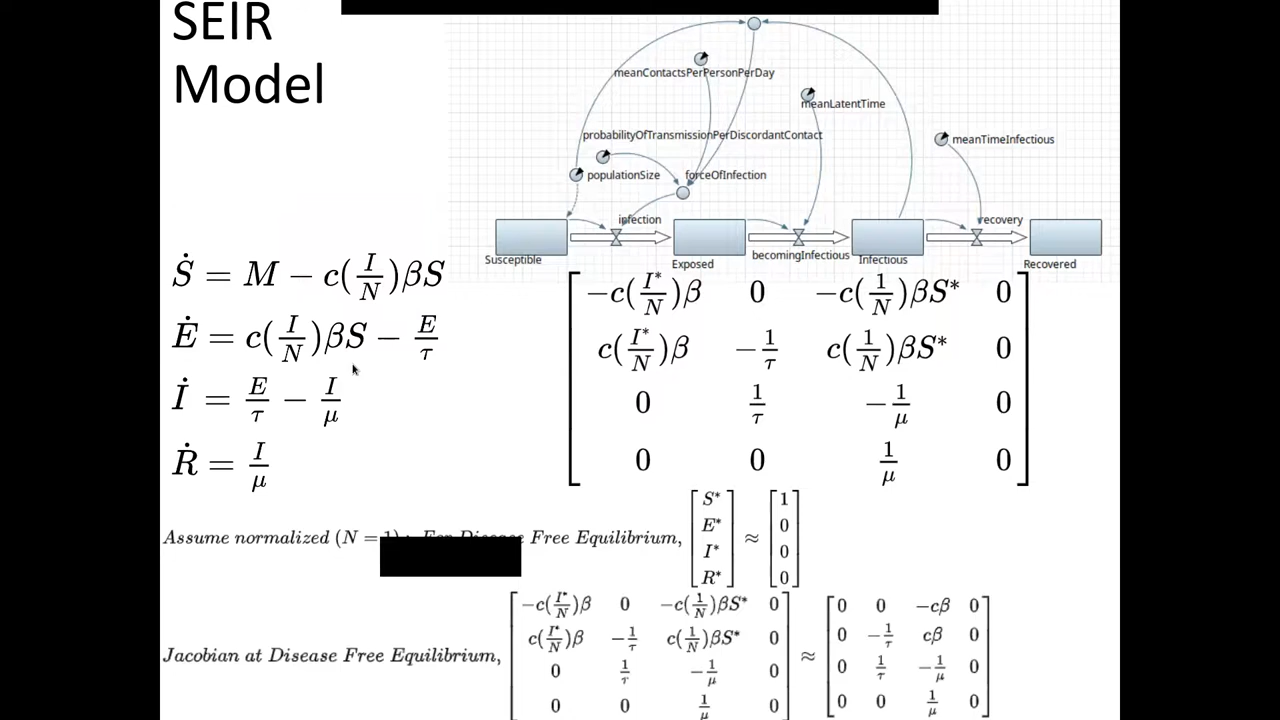 SEIR
Model
meanContactsPerPersonPerDay
meanLatentTime
probabilityOfTransmissionPerDiscordantContact
meanTimeInfectious
populationSize
forceOfInfection
infection
recovery
becomingInfectious
Susceptible
Exposed
Infectious
Recovered
Ṡ = M − c(I/N)βS
Ė = c(I/N)βS − E/τ
İ = E/τ − I/μ
Ṙ = I/μ
[ −c(I*/N)β 0 −c(1/N)βS* 0
c(I*/N)β −1/τ c(1/N)βS* 0
0 1/τ −1/μ 0
0 0 1/μ 0 ]
Assume normalized (N = Free Equilibrium, [S* E* I* R*] ≈ [1 0 0 0]
Jacobian at Disease Free Equilibrium,
[ −c(I*/N)β 0 −c(1/N)βS* 0
c(I*/N)β −1/τ c(1/N)βS* 0
0 1/τ −1/μ 0
0 0 1/μ 0 ]
≈
[ 0 0 −cβ 0
0 −1/τ cβ 0
0 1/τ −1/μ 0
0 0 1/μ 0 ]